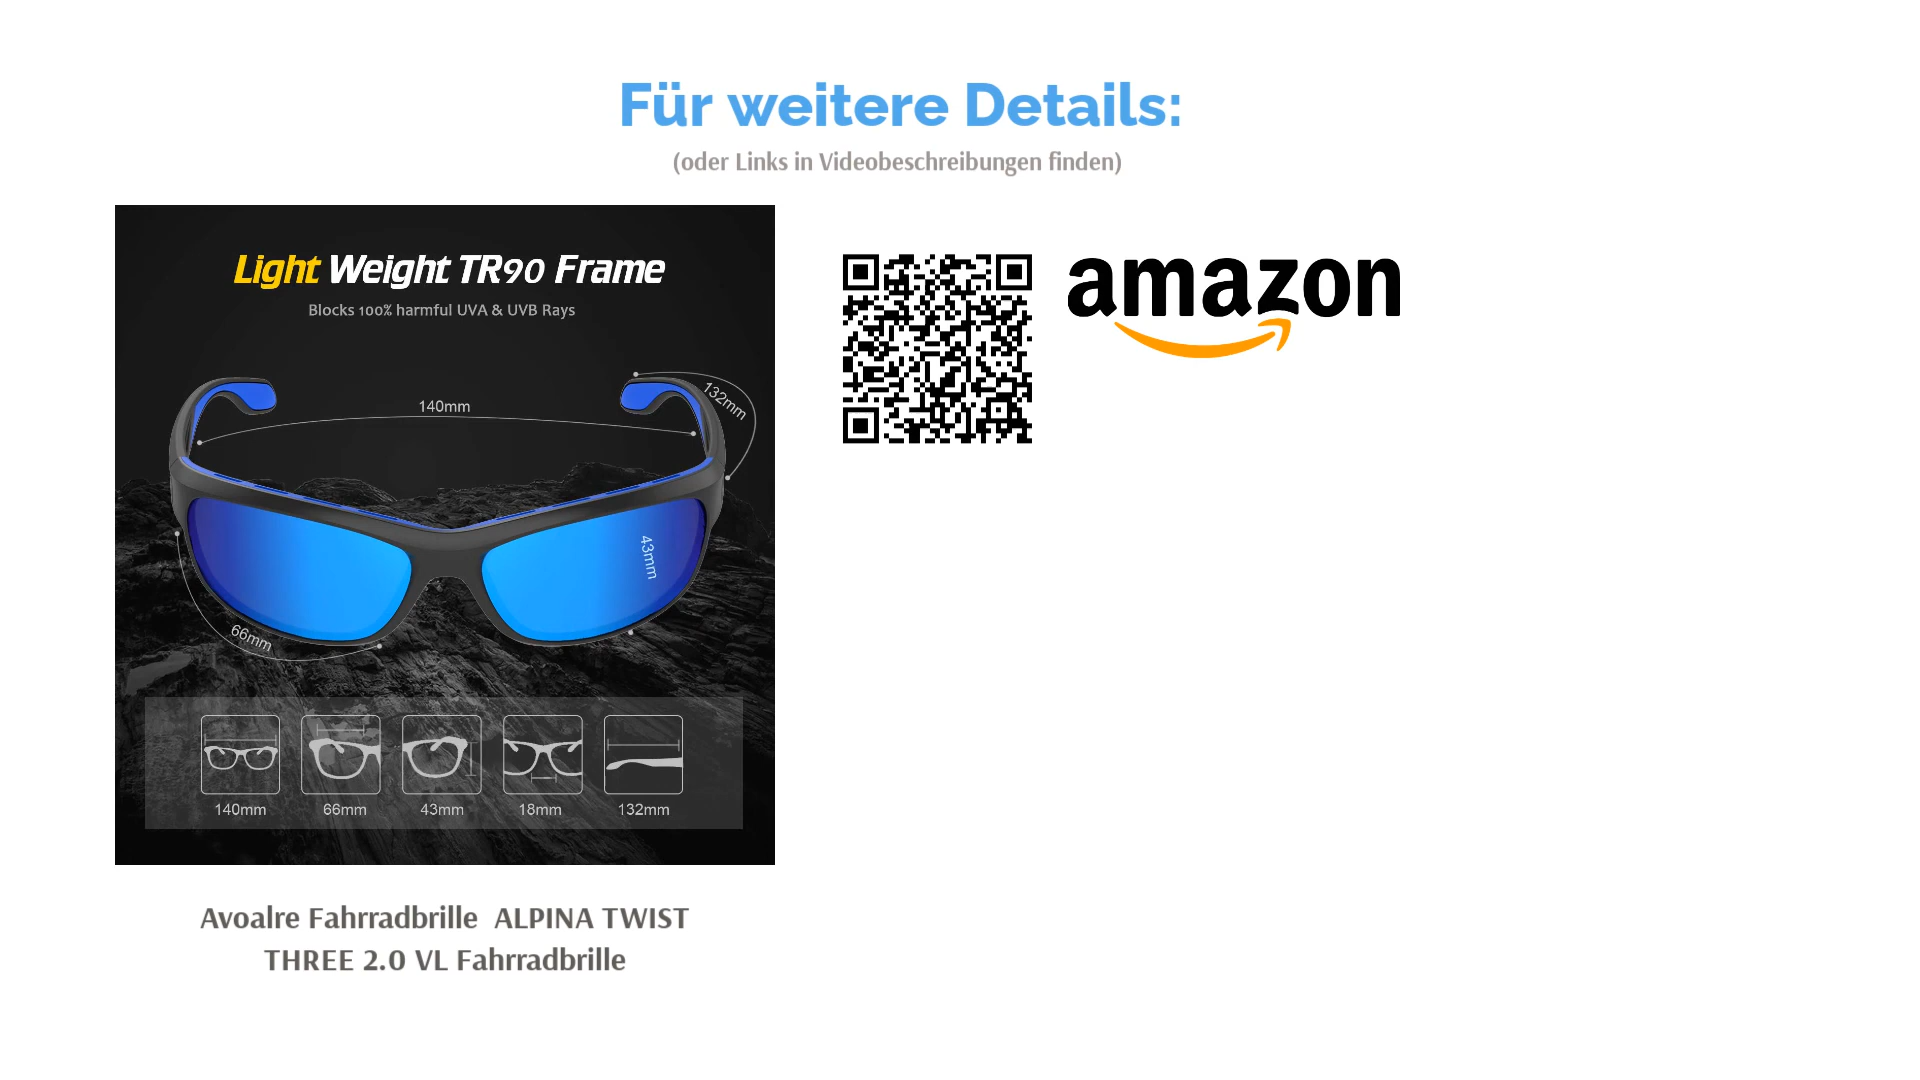 Für weitere Details:
(oder Links in Videobeschreibungen finden)
Light Weight TR90 Frame
Blocks 100% harmful UVA & UVB Rays
amazon
140mm
132mm
43mm
66mm
140mm 66mm 43mm 18mm 132mm
Avoalre Fahrradbrille ALPINA TWIST
THREE 2.0 VL Fahrradbrille